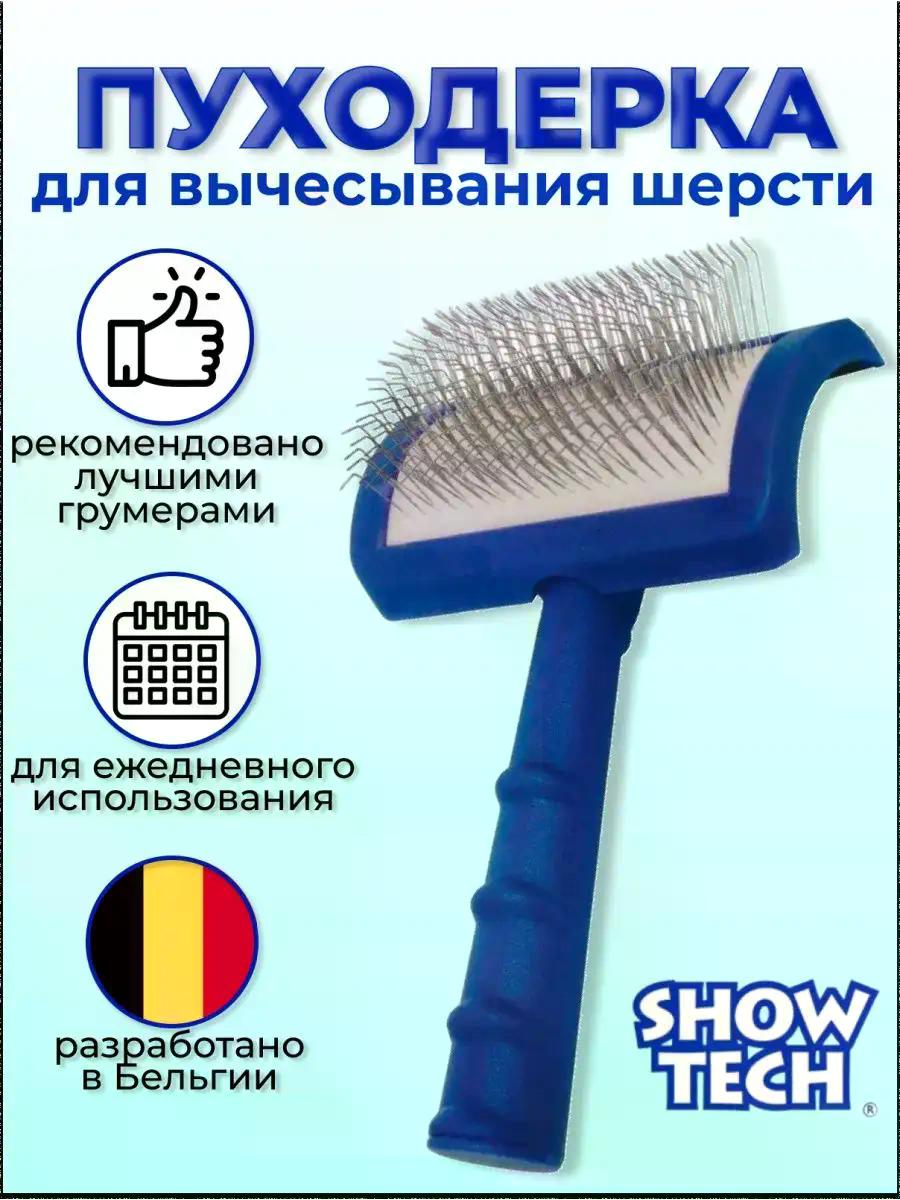 ПУХОДЕРКА
для вычесывания шерсти
рекомендовано
лучшими
грумерами
для ежедневного
использования
разработано
в Бельгии
SHOW
TECH
®